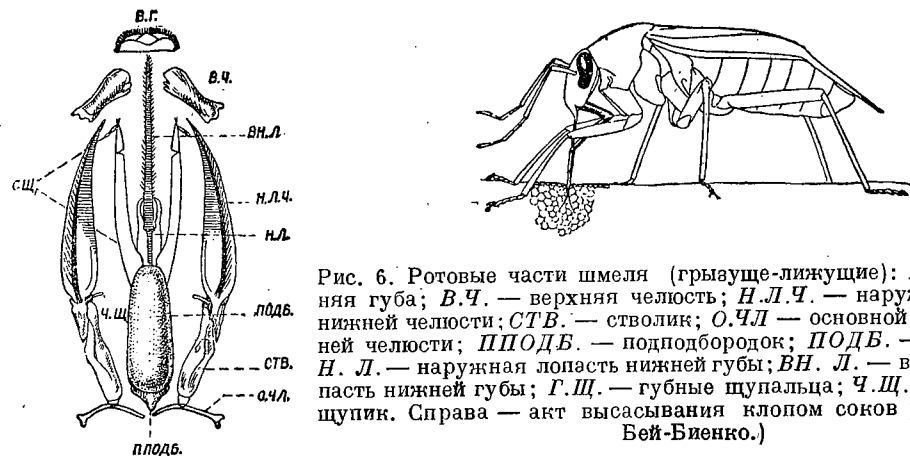 В.Г.
В.Ч.
ВН.Л.
СЩ,
Н.Л.Ч.
Н.Л.
Ч.Щ.
ПОДБ.
СТВ.
О.ЧЛ.
ППОДБ.
Рис. 6. Ротовые части шмеля (грызуще-лижущие):
няя губа; В.Ч. — верхняя челюсть; Н.Л.Ч. — наруж
нижней челюсти; СТВ. — стволик; О.ЧЛ — основной
ней челюсти; ППОДБ. — подподбородок; ПОДБ. —
Н. Л. — наружная лопасть нижней губы; ВН. Л. — в
пасть нижней губы; Г.Щ. — губные щупальца; Ч.Щ.
щупик. Справа — акт высасывания клопом соков
Бей-Биенко.)